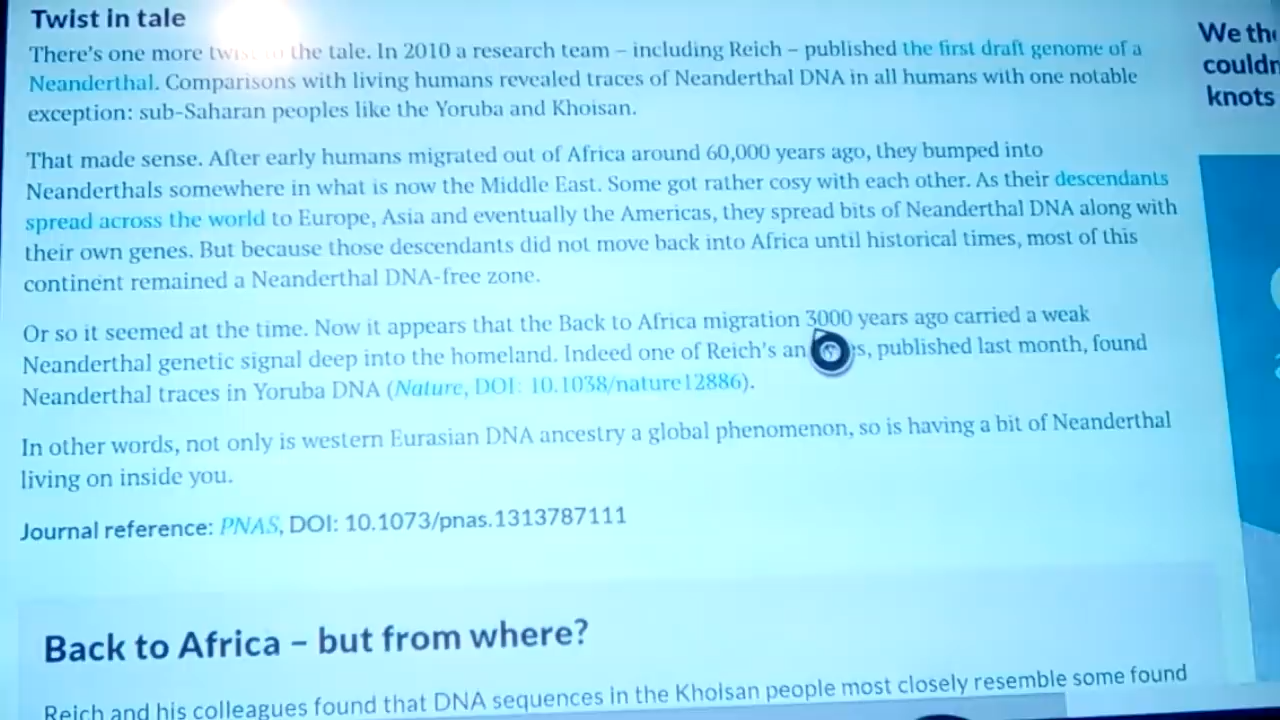 Twist in tale
There's one more the tale. In 2010 a research team – including Reich – published the first draft genome of a
Neanderthal. Comparisons with living humans revealed traces of Neanderthal DNA in all humans with one notable
exception: sub-Saharan peoples like the Yoruba and Khoisan.
That made sense. After early humans migrated out of Africa around 60,000 years ago, they bumped into
Neanderthals somewhere in what is now the Middle East. Some got rather cosy with each other. As their descendants
spread across the world to Europe, Asia and eventually the Americas, they spread bits of Neanderthal DNA along with
their own genes. But because those descendants did not move back into Africa until historical times, most of this
continent remained a Neanderthal DNA-free zone.
Or so it seemed at the time. Now it appears that the Back to Africa migration 3000 years ago carried a weak
Neanderthal genetic signal deep into the homeland. Indeed one of Reich's published last month, found
Neanderthal traces in Yoruba DNA (Nature, DOI: 10.1038/nature12886).
In other words, not only is western Eurasian DNA ancestry a global phenomenon, so is having a bit of Neanderthal
living on inside you.
Journal reference: PNAS, DOI: 10.1073/pnas.1313787111
Back to Africa – but from where?
Reich and his colleagues found that DNA sequences in the Khoisan people most closely resemble some found
We
knots